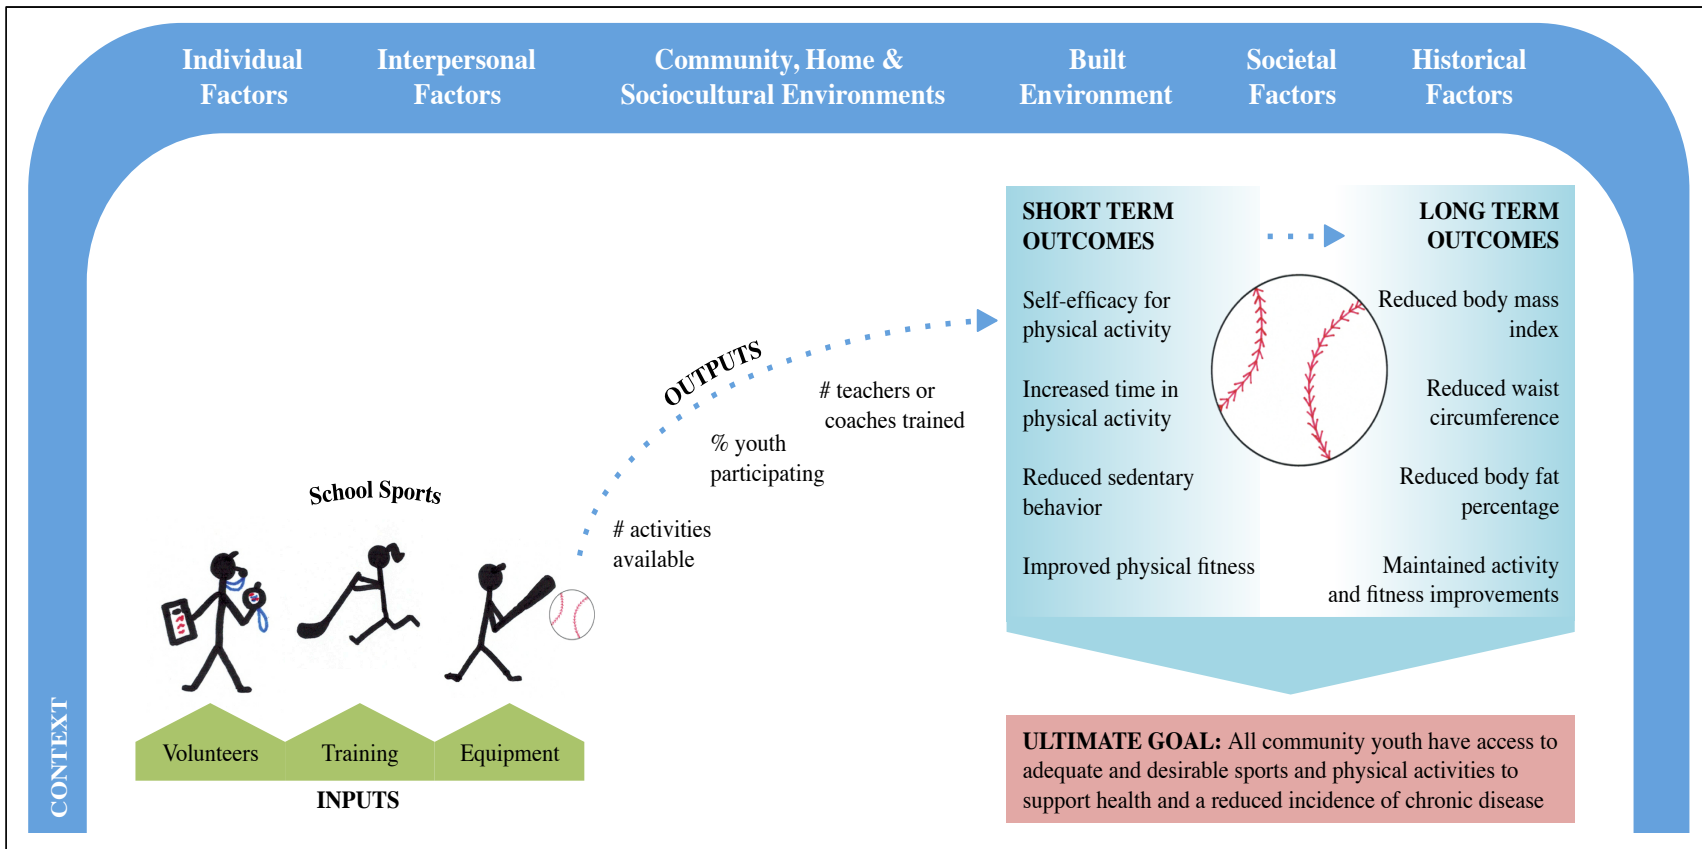 Individual
Factors
Interpersonal
Factors
Community, Home &
Sociocultural Environments
Built
Environment
Societal
Factors
Historical
Factors
CONTEXT
School Sports
Volunteers
Training
Equipment
INPUTS
OUTPUTS
# activities
available
% youth
participating
# teachers or
coaches trained
SHORT TERM
OUTCOMES
Self-efficacy for
physical activity
Increased time in
physical activity
Reduced sedentary
behavior
Improved physical fitness
LONG TERM
OUTCOMES
Reduced body mass
index
Reduced waist
circumference
Reduced body fat
percentage
Maintained activity
and fitness improvements
ULTIMATE GOAL: All community youth have access to
adequate and desirable sports and physical activities to
support health and a reduced incidence of chronic disease